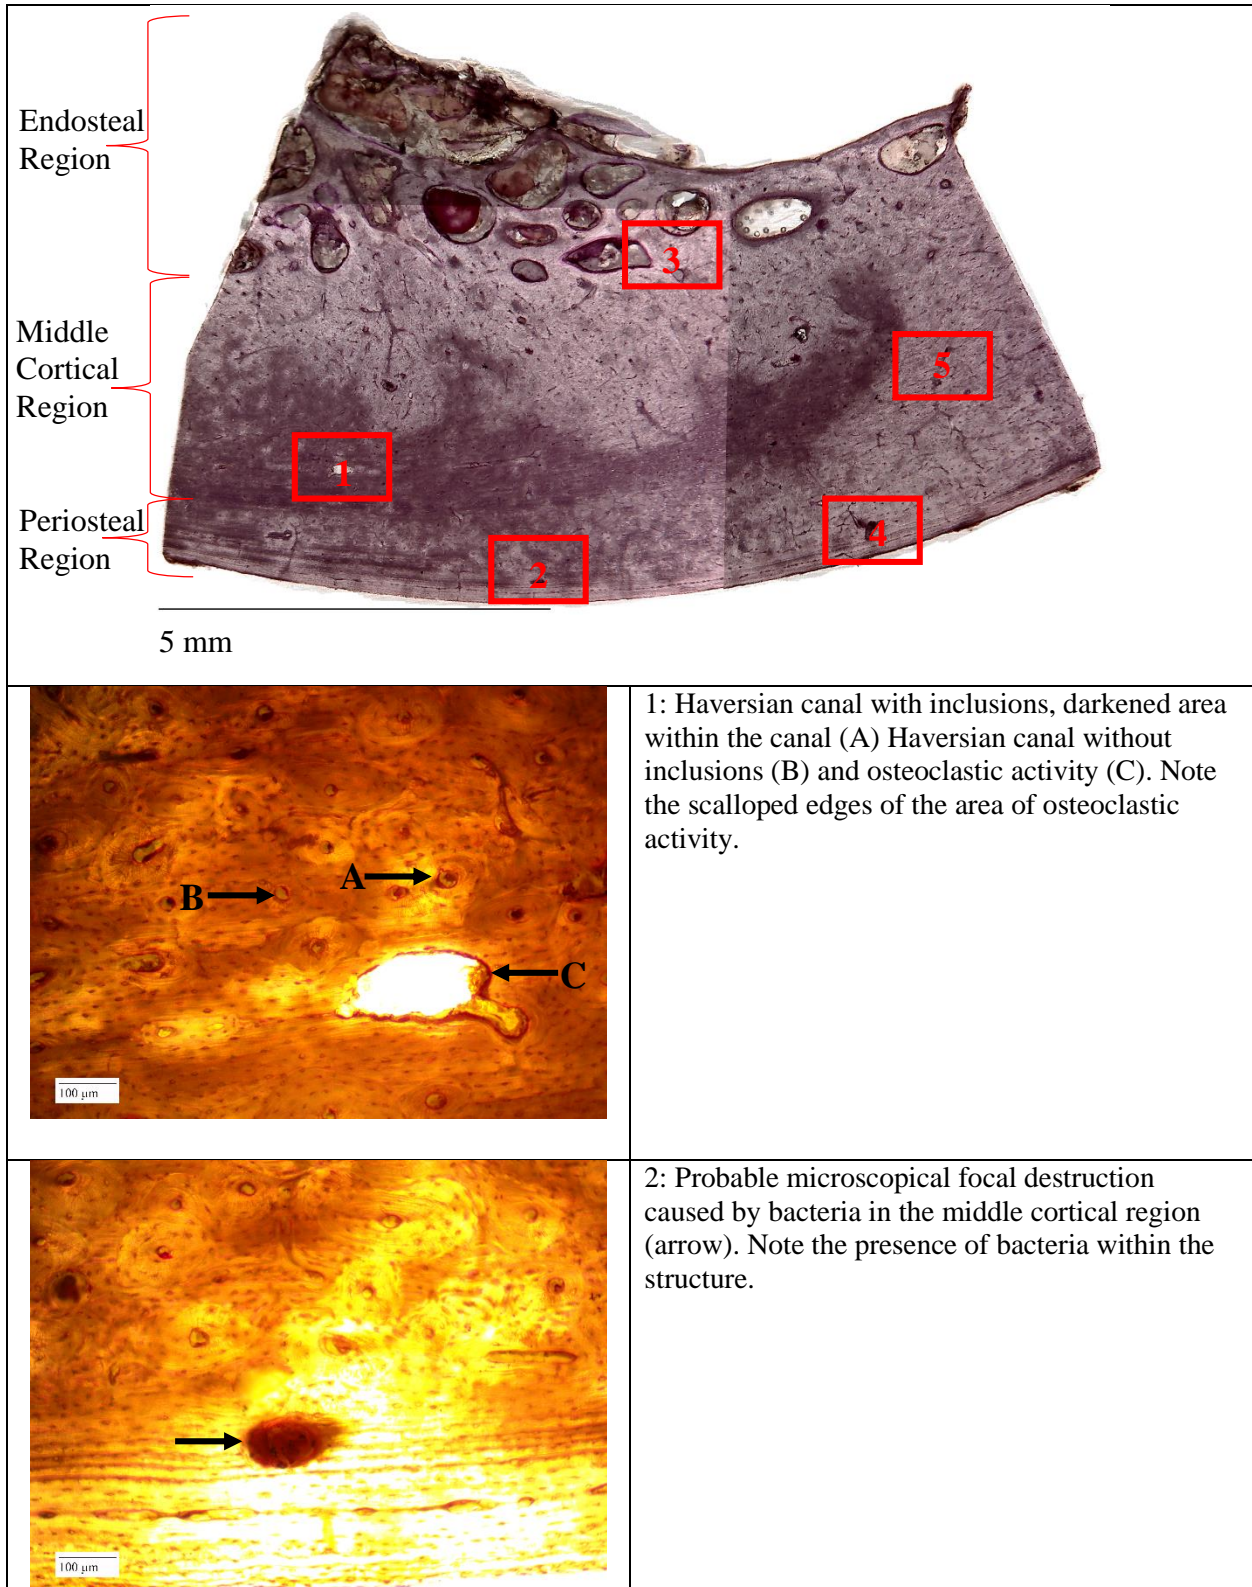 Endosteal
Region
Middle
Cortical
Region
Periosteal
Region
3
5
1
4
2
5 mm
1: Haversian canal with inclusions, darkened area
within the canal (A) Haversian canal without
inclusions (B) and osteoclastic activity (C). Note
the scalloped edges of the area of osteoclastic
activity.
A
B
C
100 µm
2: Probable microscopical focal destruction
caused by bacteria in the middle cortical region
(arrow). Note the presence of bacteria within the
structure.
100 µm